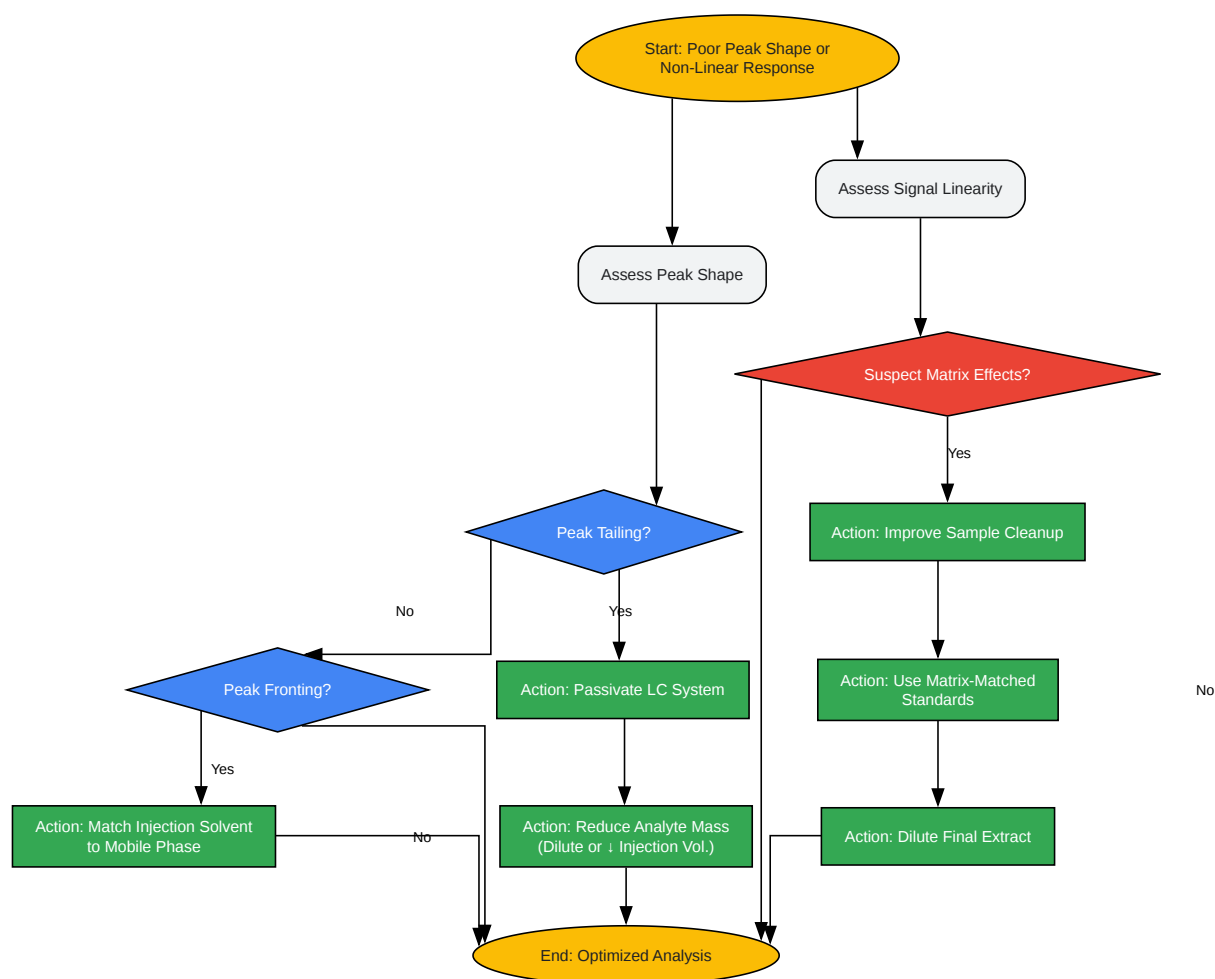 Start: Poor Peak Shape or
Non-Linear Response
Assess Signal Linearity
Assess Peak Shape
Suspect Matrix Effects?
Yes
Peak Tailing?
Action: Improve Sample Cleanup
No
Yes
Peak Fronting?
Action: Passivate LC System
Action: Use Matrix-Matched
Standards
No
Yes
Action: Match Injection Solvent
to Mobile Phase
No
Action: Reduce Analyte Mass
(Dilute or ↓ Injection Vol.)
Action: Dilute Final Extract
End: Optimized Analysis